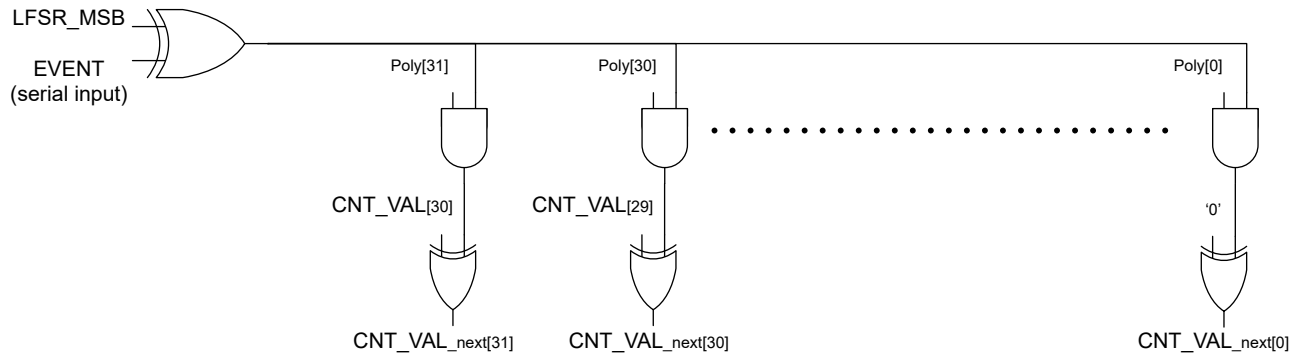 LFSR_MSB
EVENT
(serial input)
Poly[31]
Poly[30]
Poly[0]
CNT_VAL[30]
CNT_VAL[29]
‘0’
CNT_VAL_next[31]
CNT_VAL_next[30]
CNT_VAL_next[0]